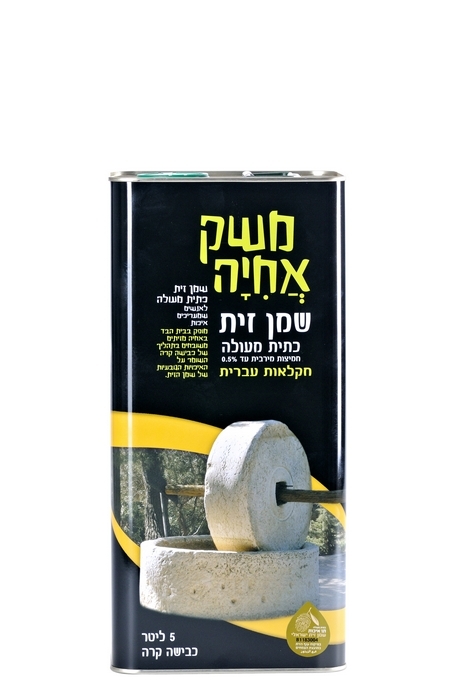 משק
אֲחִיָה
שמן זית
כתית מעולה
חמיצות מירבית עד 0.5%
חקלאות עברית
שמן זית
כתית מעולה
לאנשים
שמעריכים
איכות
מופק בבית הבד
באחיה מזיתים
משובחים בתהליך
של כבישה קרה
השומר על
האיכויות הטבעיות
של שמן הזית.
5 ליטר
כבישה קרה